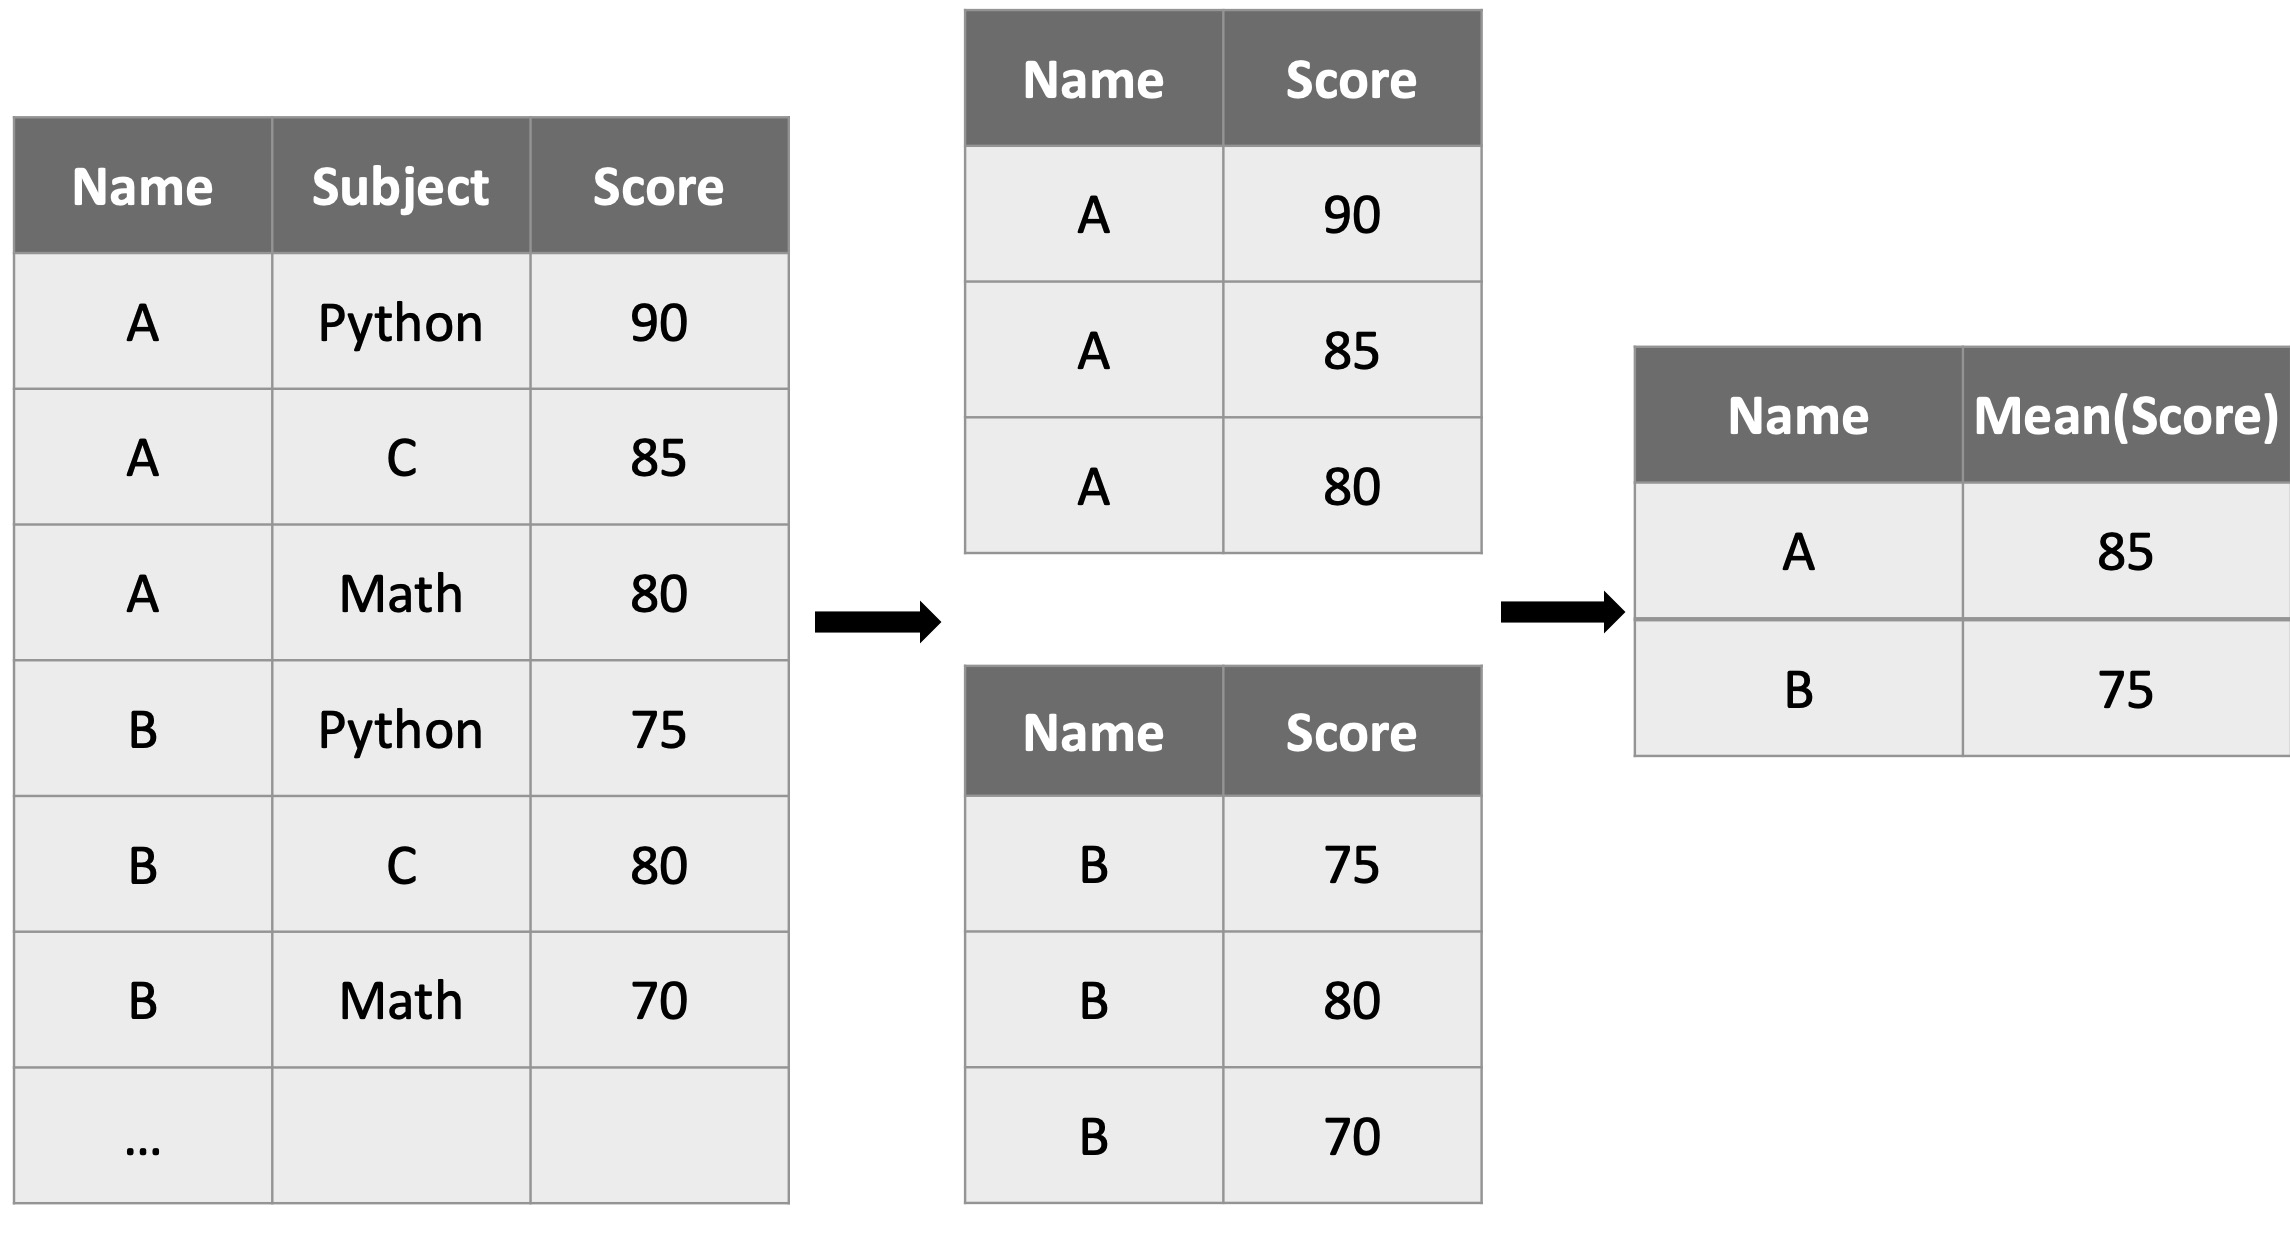 Name Subject Score
A Python 90
A C 85
A Math 80
B Python 75
B C 80
B Math 70
...
Name Score
A 90
A 85
A 80
Name Score
B 75
B 80
B 70
Name Mean(Score)
A 85
B 75